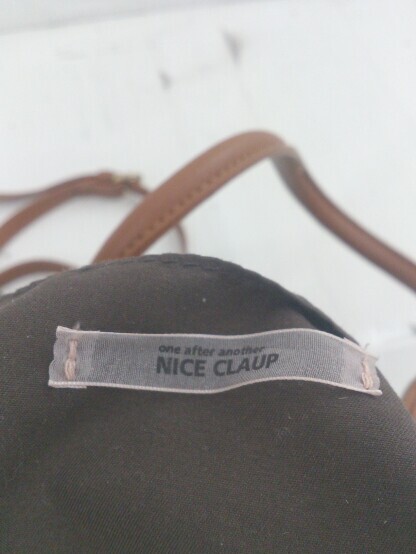 one after another
NICE CLAUP